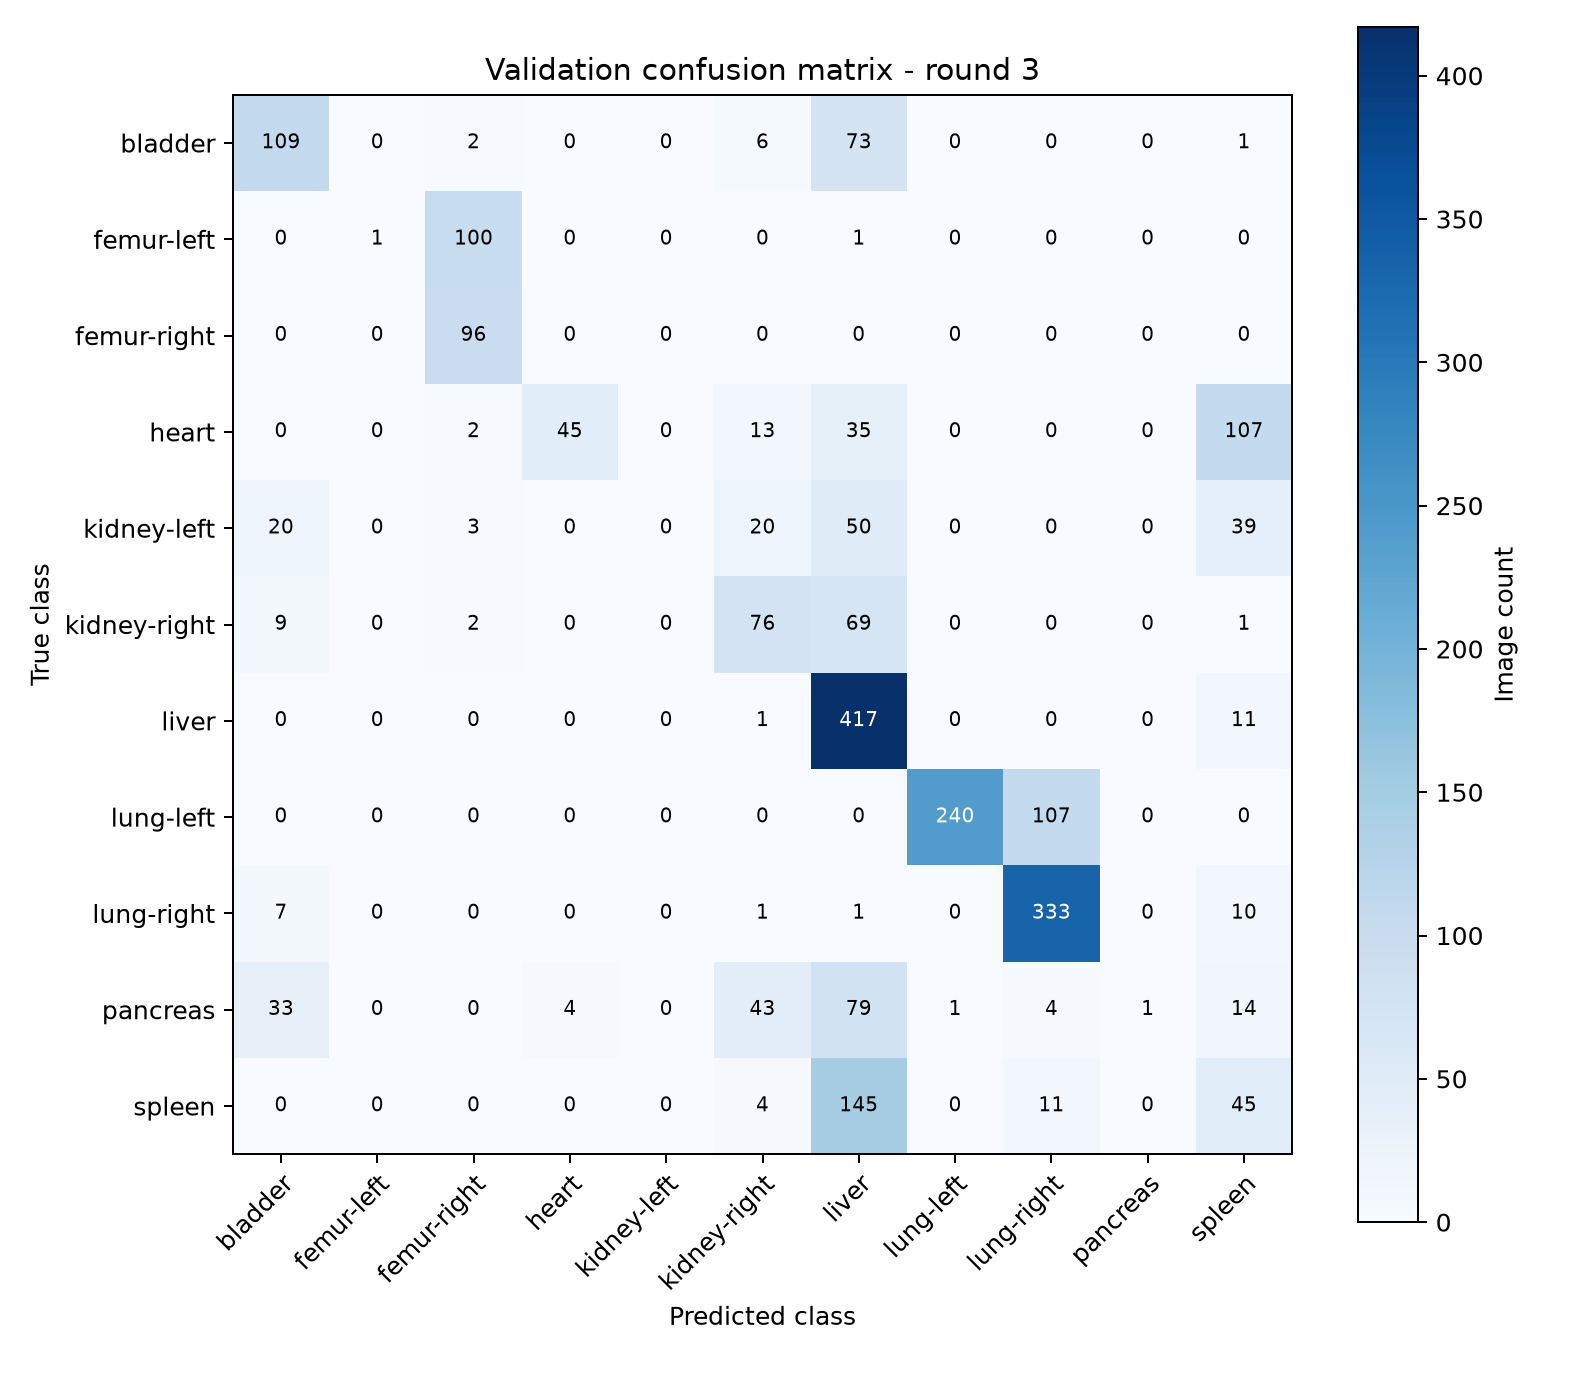 Validation confusion matrix - round 3
bladder 109 0 2 0 0 6 73 0 0 0 1
femur-left 0 1 100 0 0 0 1 0 0 0 0
femur-right 0 0 96 0 0 0 0 0 0 0 0
heart 0 0 2 45 0 13 35 0 0 0 107
kidney-left 20 0 3 0 0 20 50 0 0 0 39
kidney-right 9 0 2 0 0 76 69 0 0 0 1
liver 0 0 0 0 0 1 417 0 0 0 11
lung-left 0 0 0 0 0 0 0 240 107 0 0
lung-right 7 0 0 0 0 1 1 0 333 0 10
pancreas 33 0 0 4 0 43 79 1 4 1 14
spleen 0 0 0 0 0 4 145 0 11 0 45
True class
bladder femur-left femur-right heart kidney-left kidney-right liver lung-left lung-right pancreas spleen
Predicted class
400
350
300
250
200
150
100
50
0
Image count